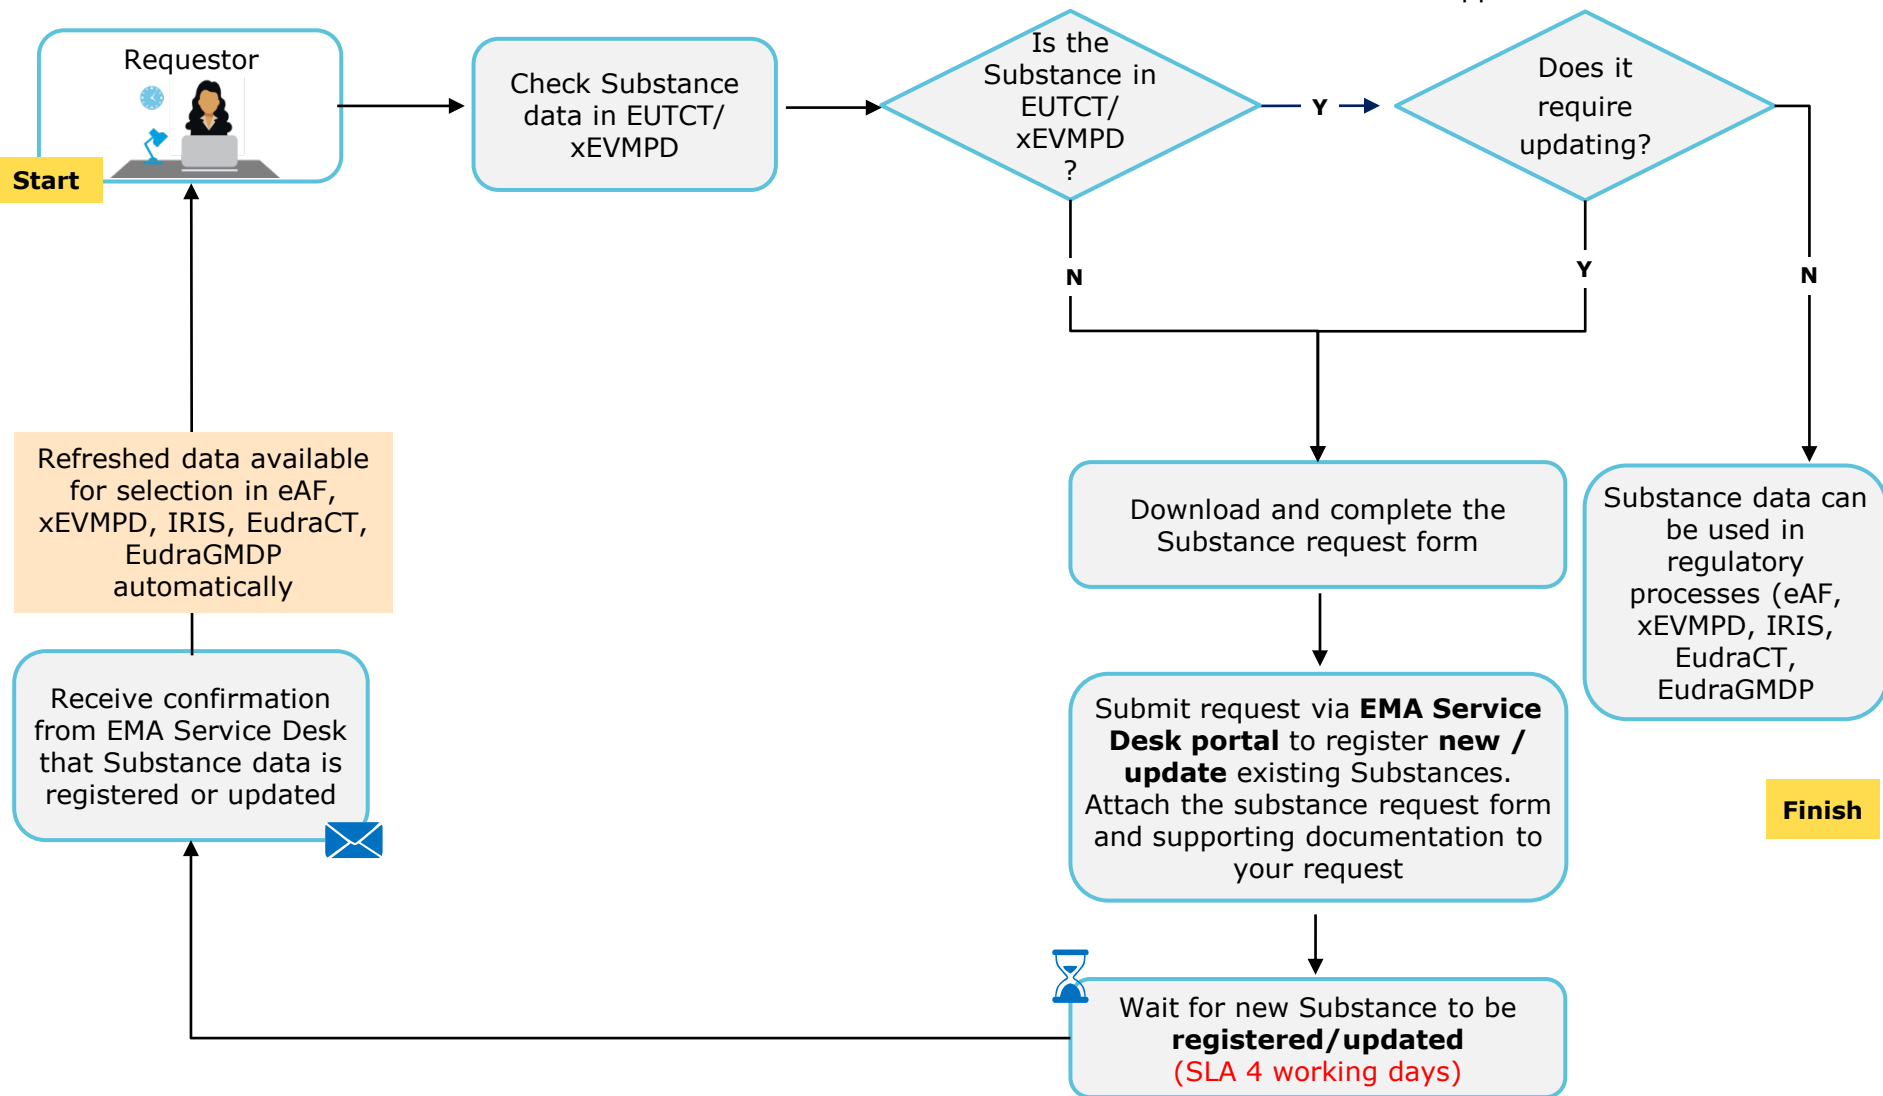 Requestor
Start
Check Substance
data in EUTCT/
xEVMPD
Is the
Substance in
EUTCT/
xEVMPD
?
Y
Does it
require
updating?
N
Y
N
Refreshed data available
for selection in eAF,
xEVMPD, IRIS, EudraCT,
EudraGMDP
automatically
Download and complete the
Substance request form
Substance data can
be used in
regulatory
processes (eAF,
xEVMPD, IRIS,
EudraCT,
EudraGMDP
Receive confirmation
from EMA Service Desk
that Substance data is
registered or updated
Submit request via EMA Service
Desk portal to register new /
update existing Substances.
Attach the substance request form
and supporting documentation to
your request
Finish
Wait for new Substance to be
registered/updated
(SLA 4 working days)